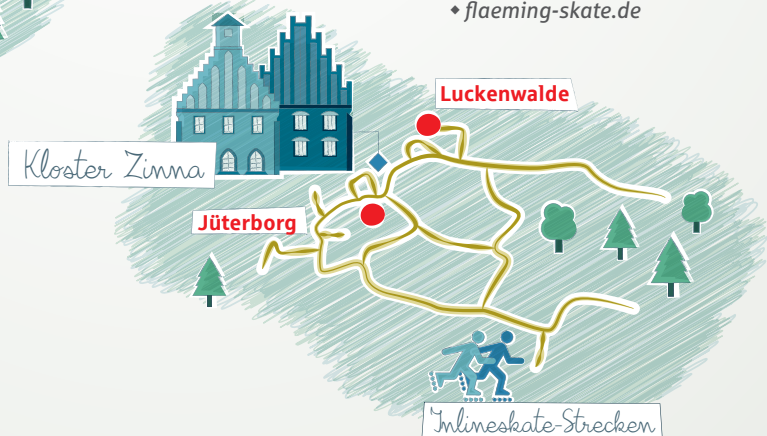 ◆ flaeming-skate.de
Luckenwalde
Kloster Zinna
Jüterborg
Inlineskate-Strecken